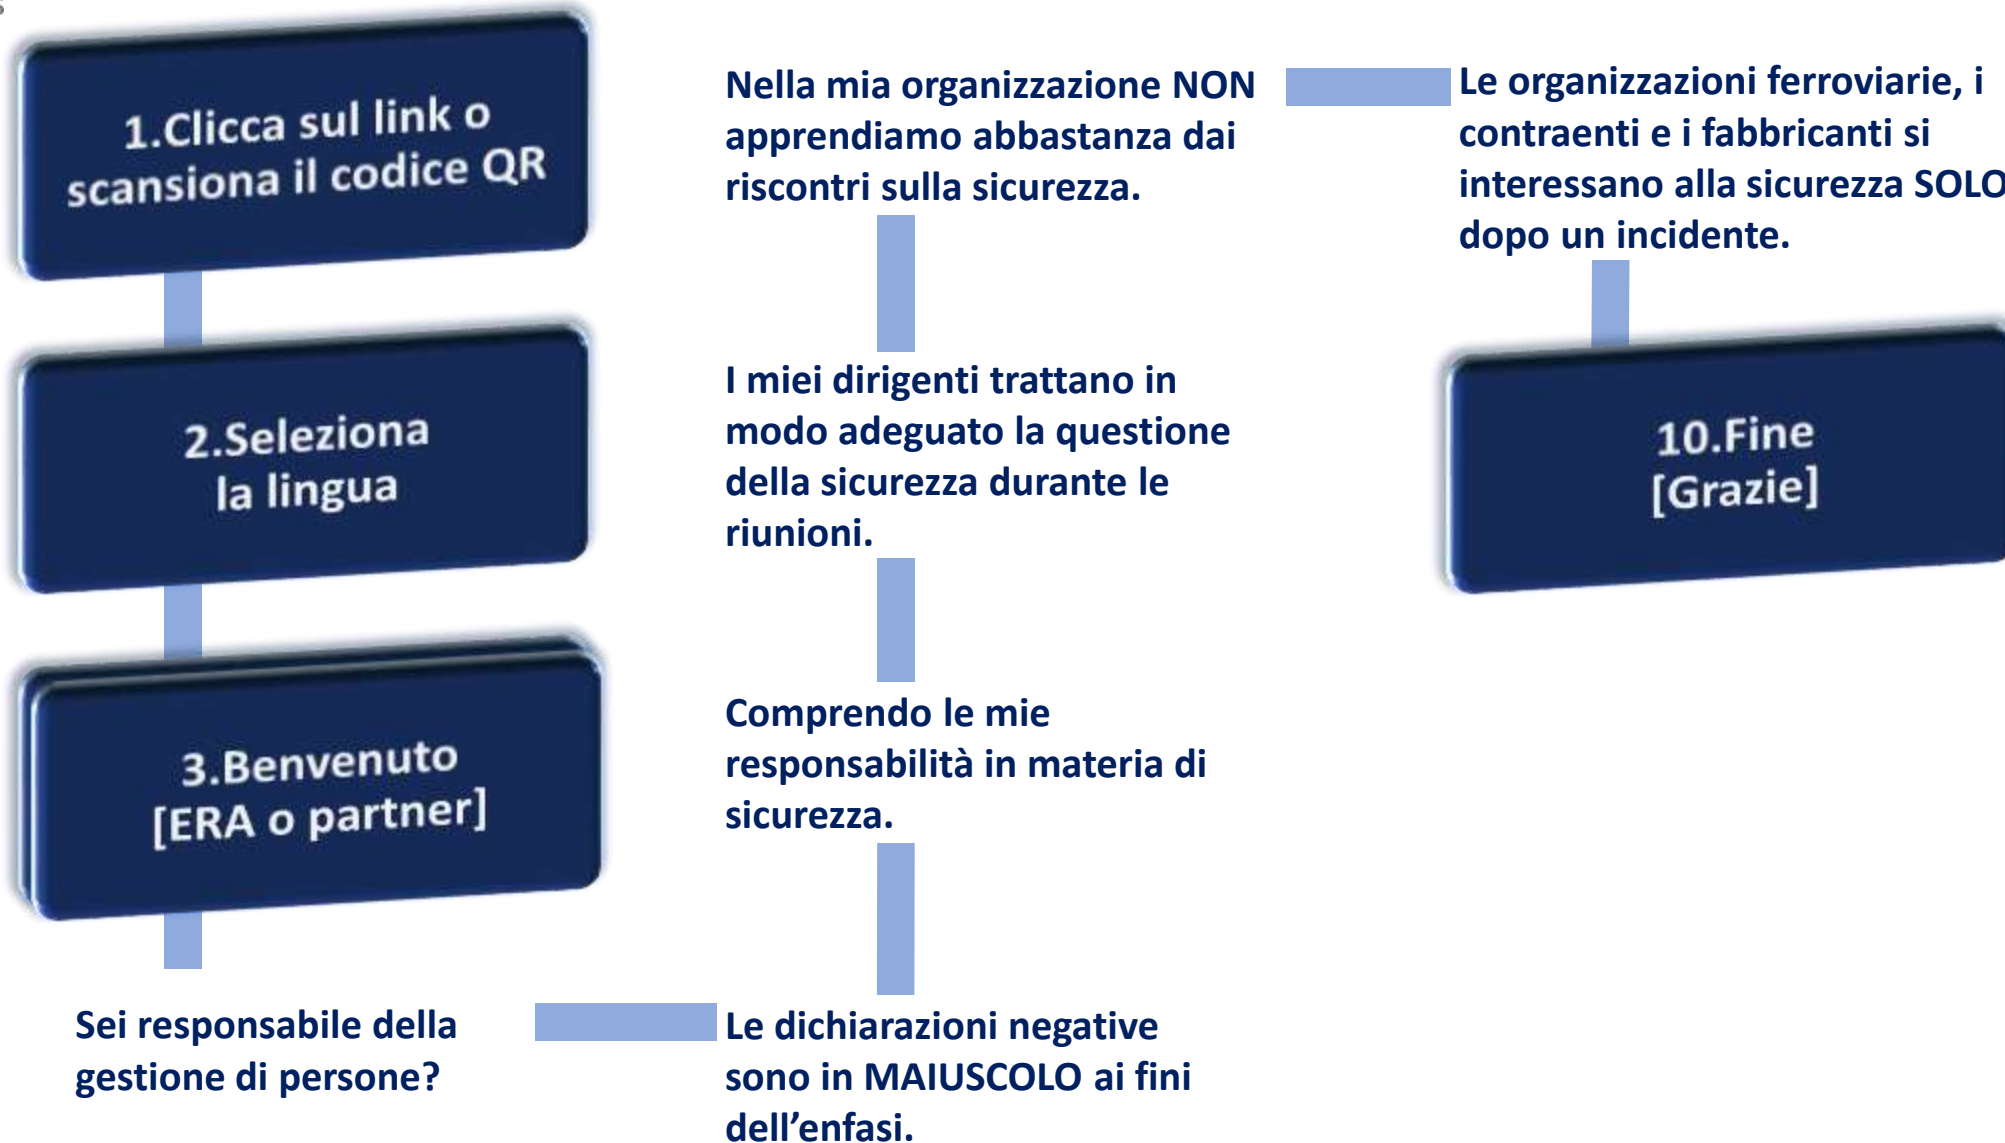 1.Clicca sul link o
scansiona il codice QR
2.Seleziona
la lingua
3.Benvenuto
[ERA o partner]
Sei responsabile della
gestione di persone?
Le dichiarazioni negative
sono in MAIUSCOLO ai fini
dell’enfasi.
Comprendo le mie
responsabilità in materia di
sicurezza.
I miei dirigenti trattano in
modo adeguato la questione
della sicurezza durante le
riunioni.
Nella mia organizzazione NON
apprendiamo abbastanza dai
riscontri sulla sicurezza.
Le organizzazioni ferroviarie, i
contraenti e i fabbricanti si
interessano alla sicurezza SOLO
dopo un incidente.
10.Fine
[Grazie]